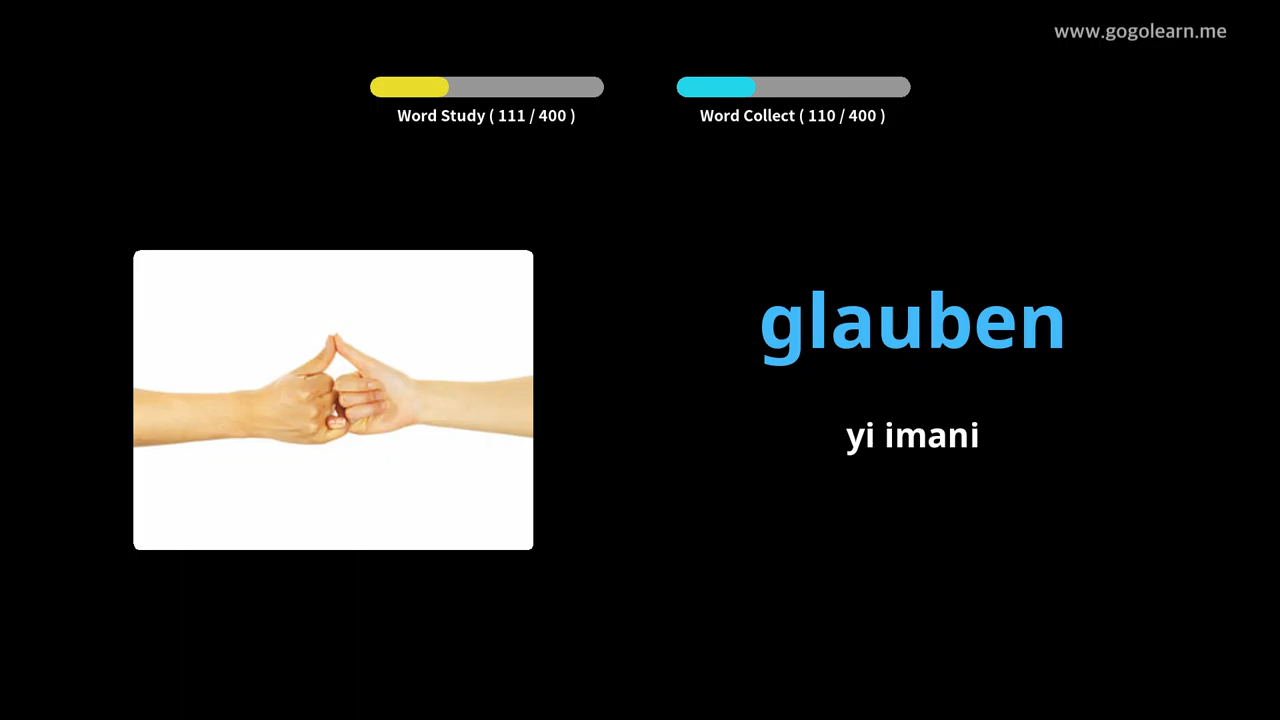 www.gogolearn.me
Word Study ( 111 / 400 )
Word Collect ( 110 / 400 )
glauben
yi imani